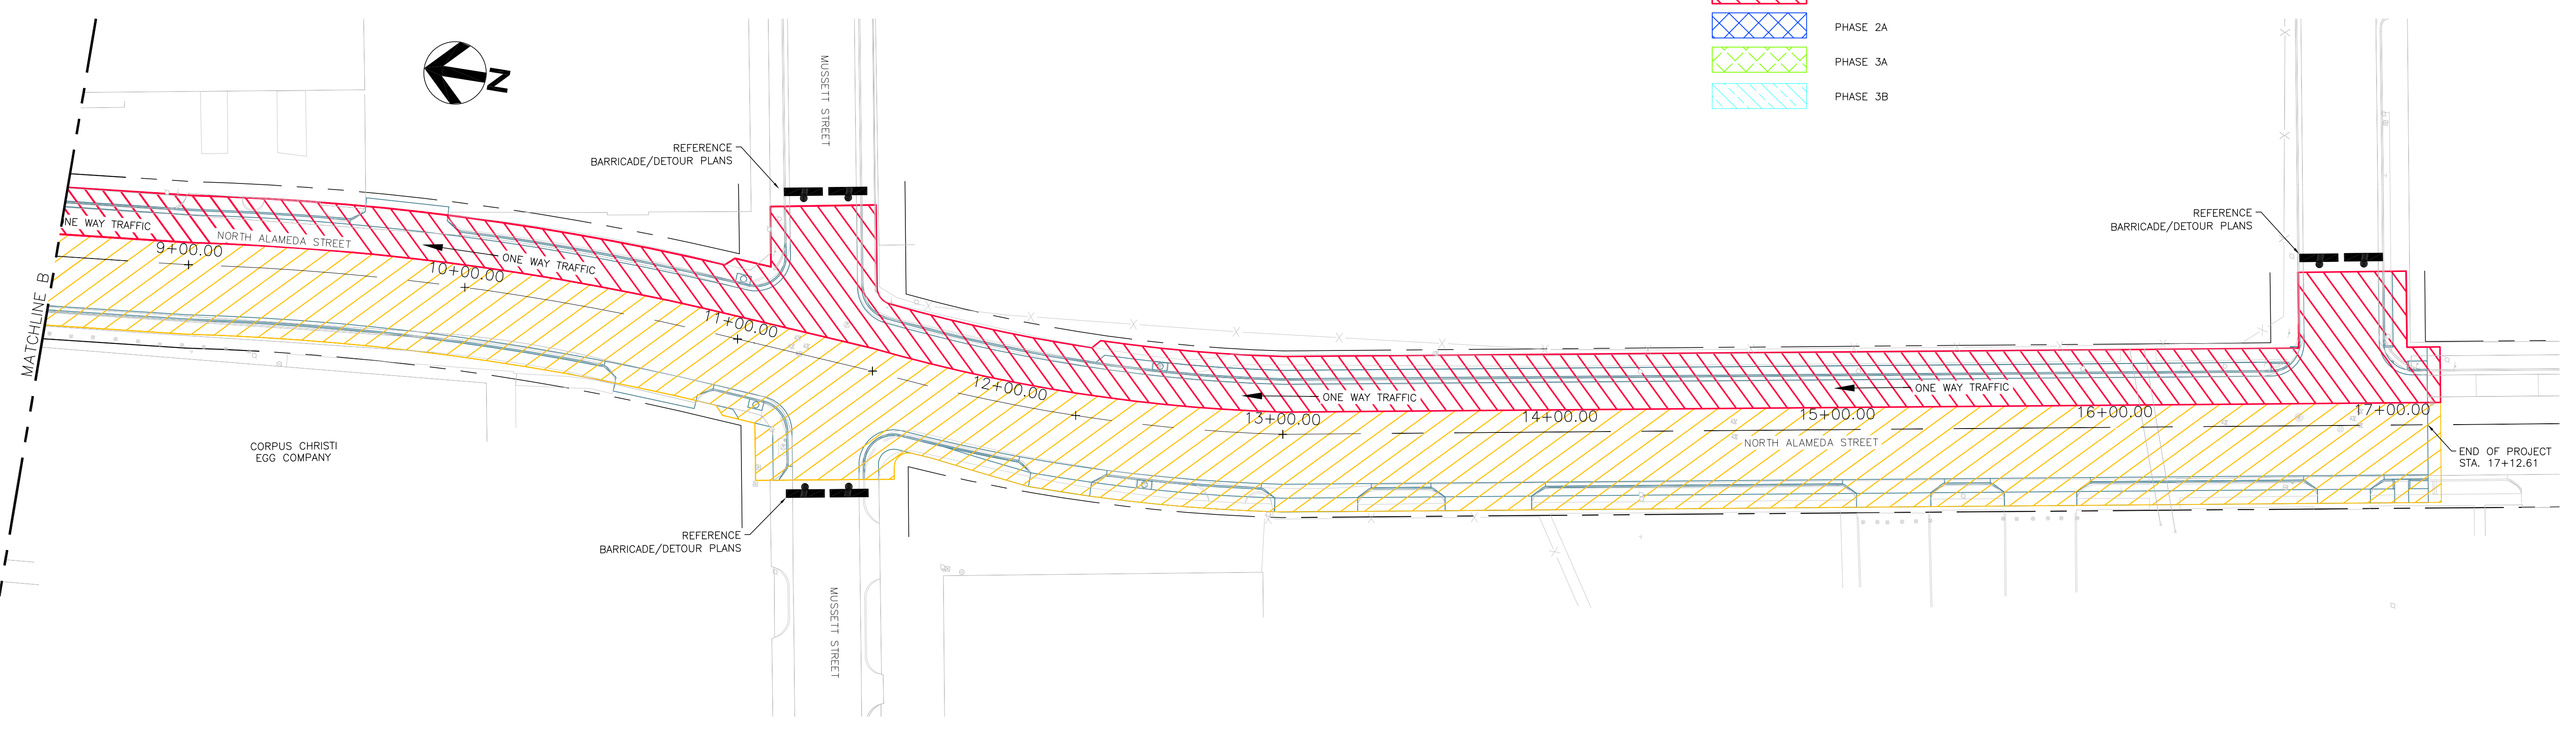 PHASE 2A
PHASE 3A
PHASE 3B
N
MUSSETT STREET
REFERENCE
BARRICADE/DETOUR PLANS
REFERENCE
BARRICADE/DETOUR PLANS
NE WAY TRAFFIC
NORTH ALAMEDA STREET
ONE WAY TRAFFIC
9+00.00
10+00.00
11+00.00
12+00.00
13+00.00
14+00.00
15+00.00
16+00.00
17+00.00
ONE WAY TRAFFIC
ONE WAY TRAFFIC
NORTH ALAMEDA STREET
MATCHLINE B
CORPUS CHRISTI
EGG COMPANY
END OF PROJECT
STA. 17+12.61
REFERENCE
BARRICADE/DETOUR PLANS
MUSSETT STREET